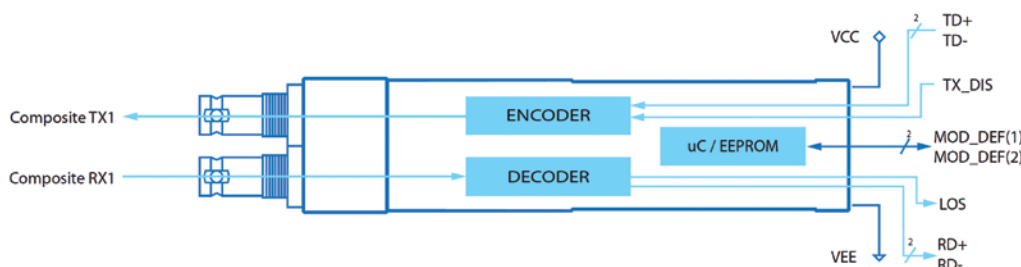 2 TD+
VCC TD-
TX_DIS
Composite TX1 ENCODER
uC / EEPROM 2 MOD_DEF(1)
MOD_DEF(2)
Composite RX1 DECODER
LOS
VEE 2 RD+
RD-